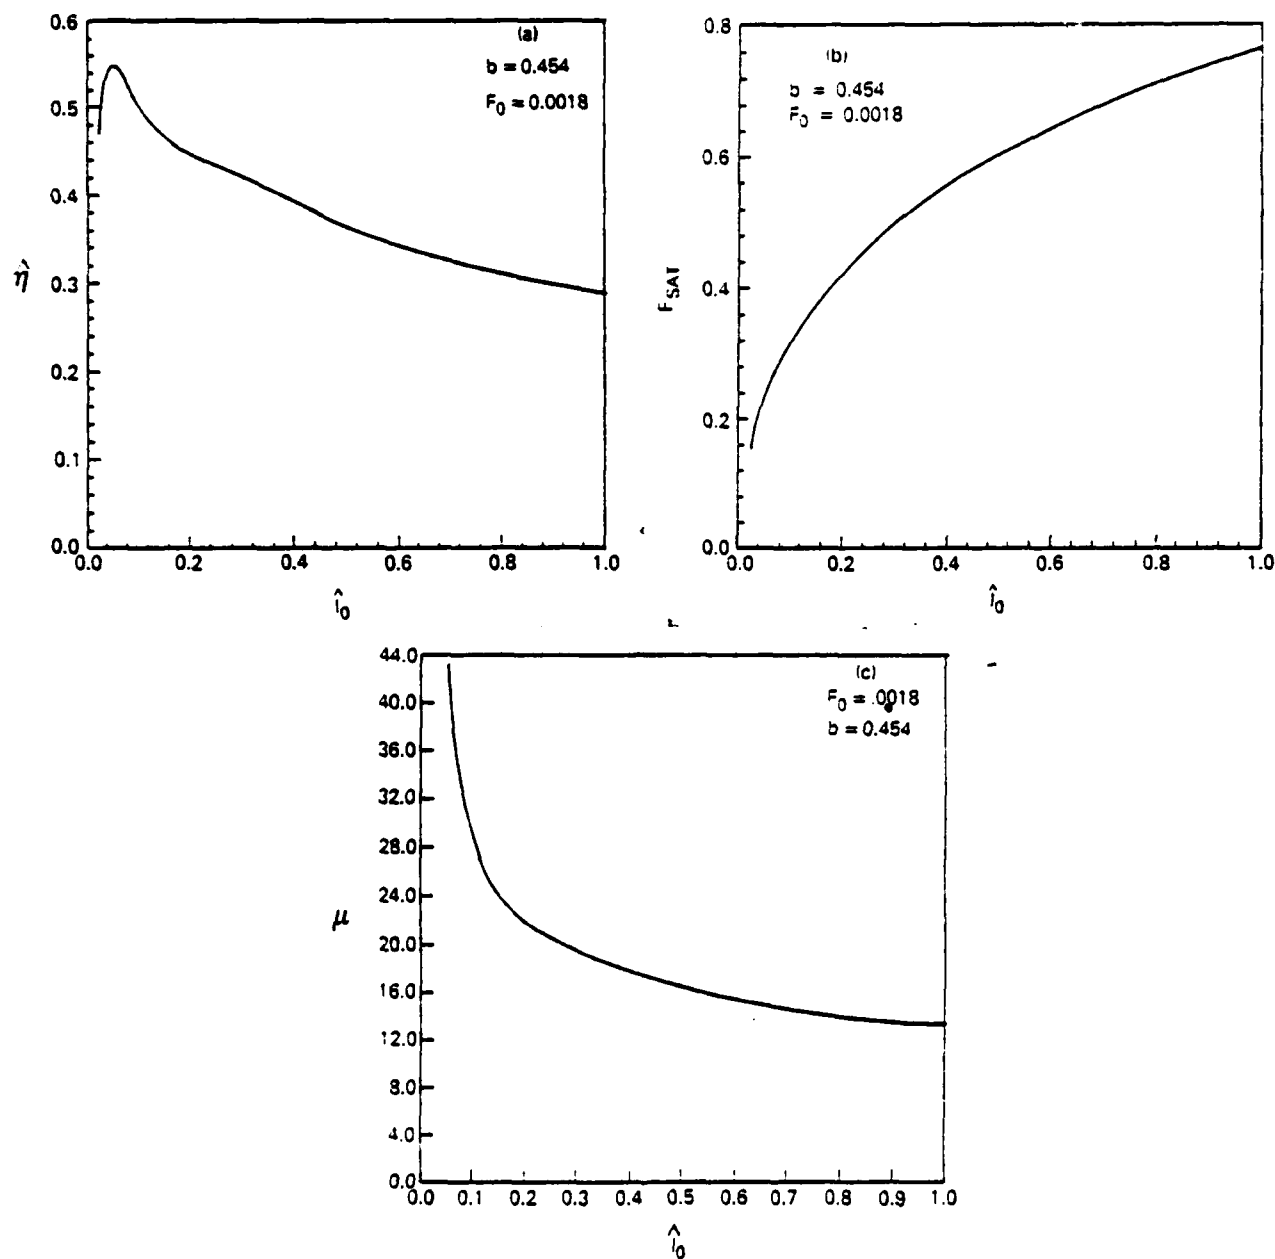 (a)
b = 0.454
F₀ = 0.0018
0.6
0.5
0.4
0.3
0.2
0.1
0.0
η̂
0.0 0.2 0.4 0.6 0.8 1.0
î₀
(b)
b = 0.454
F₀ = 0.0018
0.8
0.6
0.4
0.2
0.0
F_SAT
0.0 0.2 0.4 0.6 0.8 1.0
î₀
(c)
F₀ = .0018
b = 0.454
44.0
40.0
36.0
32.0
28.0
24.0
20.0
16.0
12.0
8.0
4.0
0.0
μ
0.0 0.1 0.2 0.3 0.4 0.5 0.6 0.7 0.8 0.9 1.0
î₀